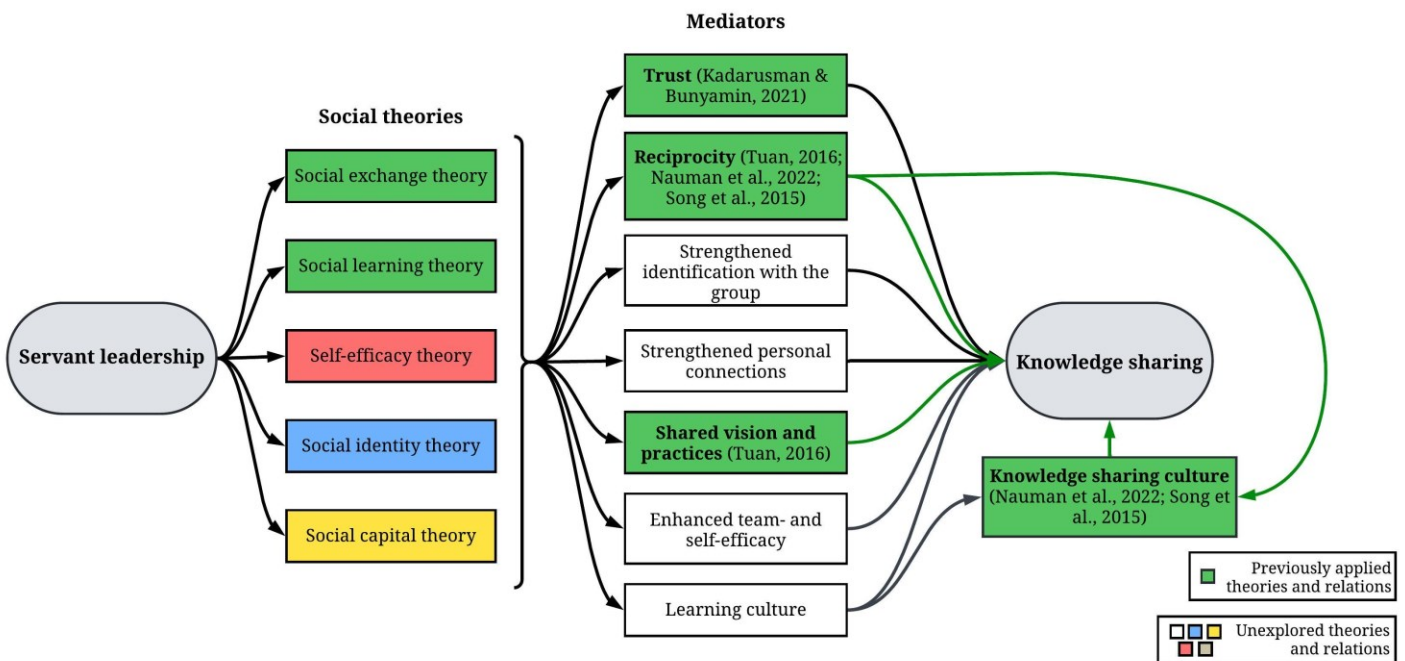 Mediators
Social theories
Servant leadership
Social exchange theory
Social learning theory
Self-efficacy theory
Social identity theory
Social capital theory
Trust (Kadarusman &
Bunyamin, 2021)
Reciprocity (Tuan, 2016;
Nauman et al., 2022;
Song et al., 2015)
Strengthened
identification with the
group
Strengthened personal
connections
Shared vision and
practices (Tuan, 2016)
Enhanced team- and
self-efficacy
Learning culture
Knowledge sharing
Knowledge sharing culture
(Nauman et al., 2022; Song et
al., 2015)
Previously applied
theories and relations
Unexplored theories
and relations